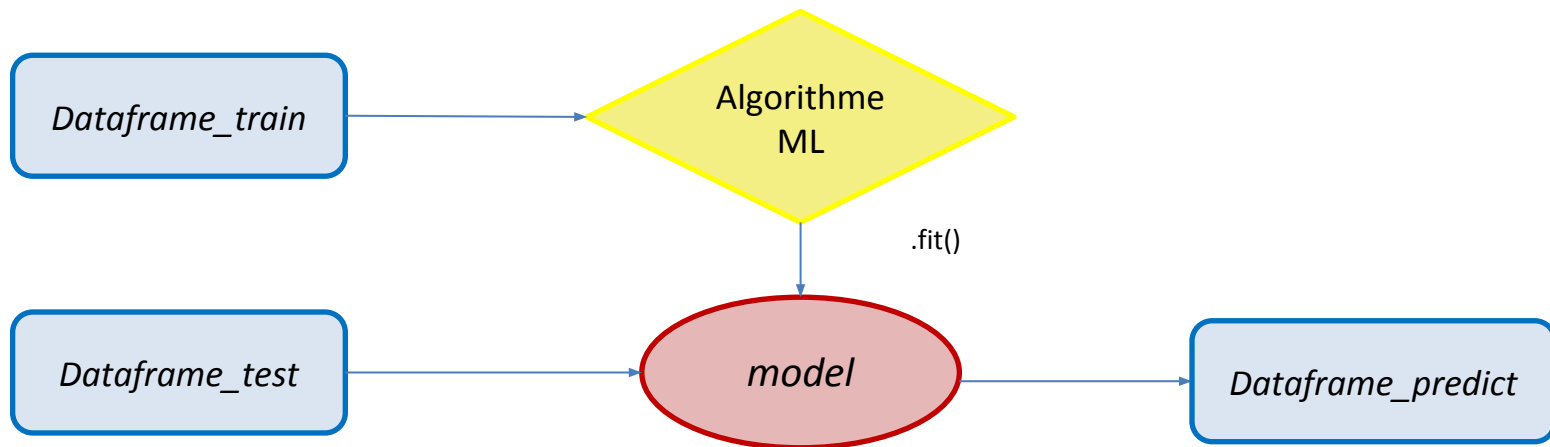 Dataframe_train
Algorithme
ML
.fit()
Dataframe_test
model
Dataframe_predict